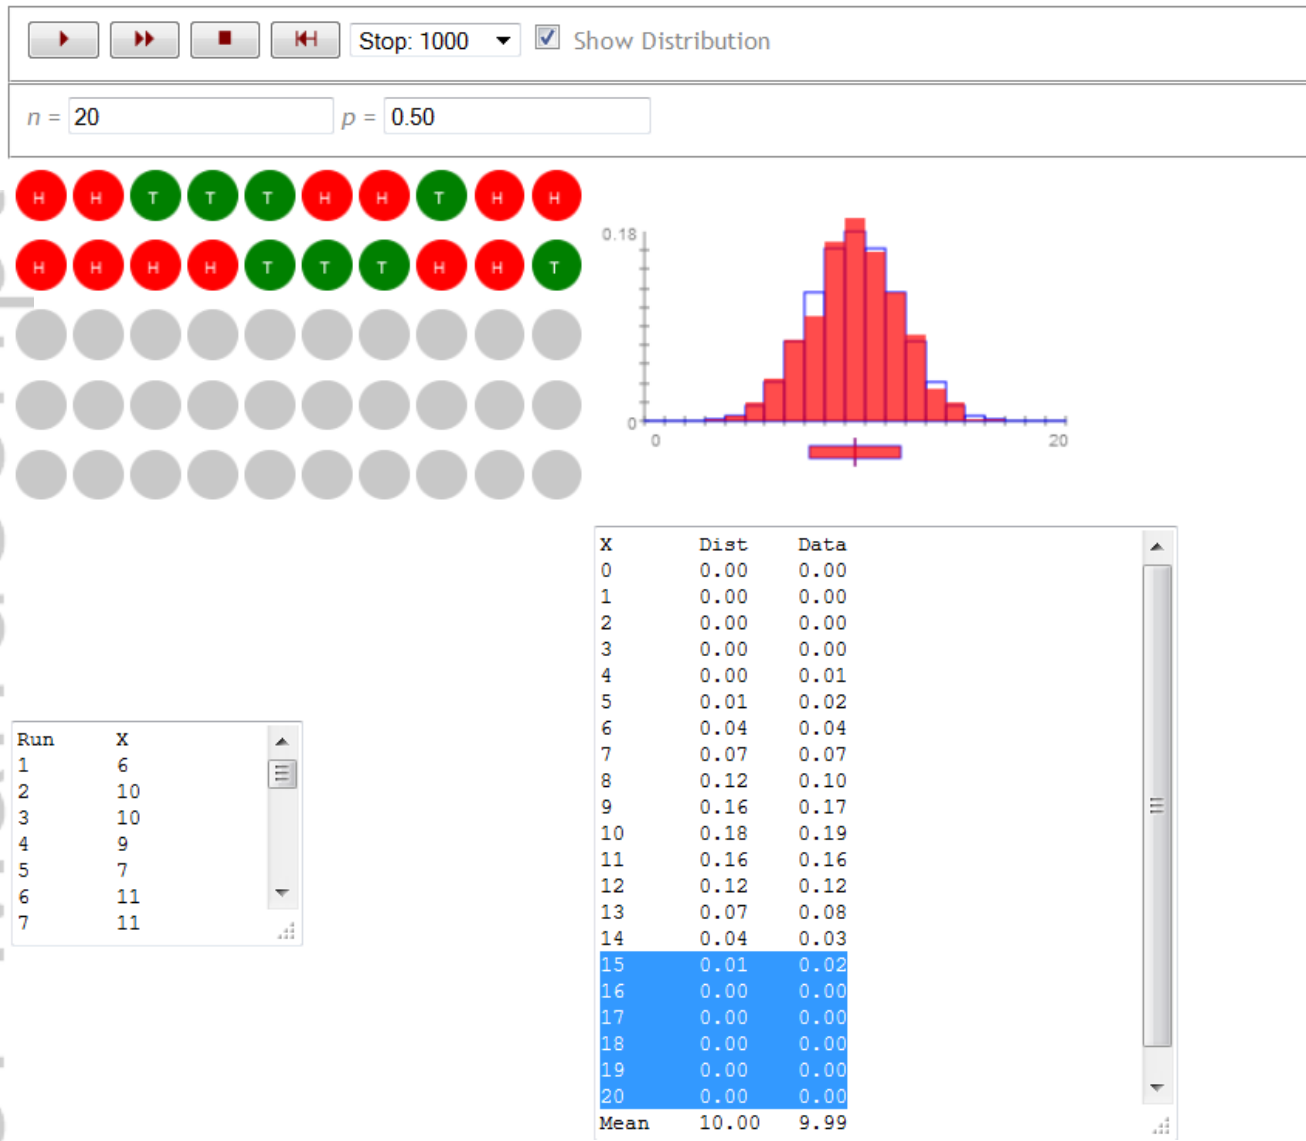 Stop: 1000 Show Distribution
n = 20 p = 0.50
H H T T T H H T H H
H H H H T T T H H T
0.18
0
0 20
Run X
1 6
2 10
3 10
4 9
5 7
6 11
7 11
X Dist Data
0 0.00 0.00
1 0.00 0.00
2 0.00 0.00
3 0.00 0.00
4 0.00 0.01
5 0.01 0.02
6 0.04 0.04
7 0.07 0.07
8 0.12 0.10
9 0.16 0.17
10 0.18 0.19
11 0.16 0.16
12 0.12 0.12
13 0.07 0.08
14 0.04 0.03
15 0.01 0.02
16 0.00 0.00
17 0.00 0.00
18 0.00 0.00
19 0.00 0.00
20 0.00 0.00
Mean 10.00 9.99